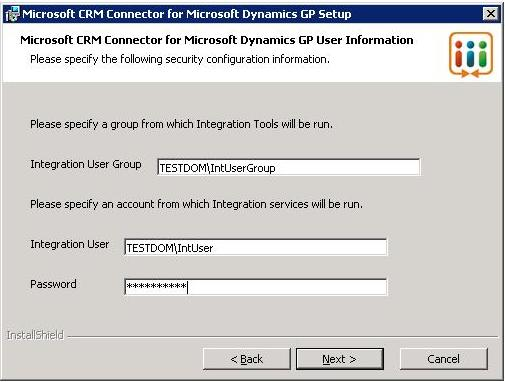 Microsoft CRM Connector for Microsoft Dynamics GP Setup
Microsoft CRM Connector for Microsoft Dynamics GP User Information
Please specify the following security configuration information.
Please specify a group from which Integration Tools will be run.
Integration User Group TESTDOM\IntUserGroup
Please specify an account from which Integration services will be run.
Integration User TESTDOM\IntUser
Password **********
InstallShield
< Back Next > Cancel